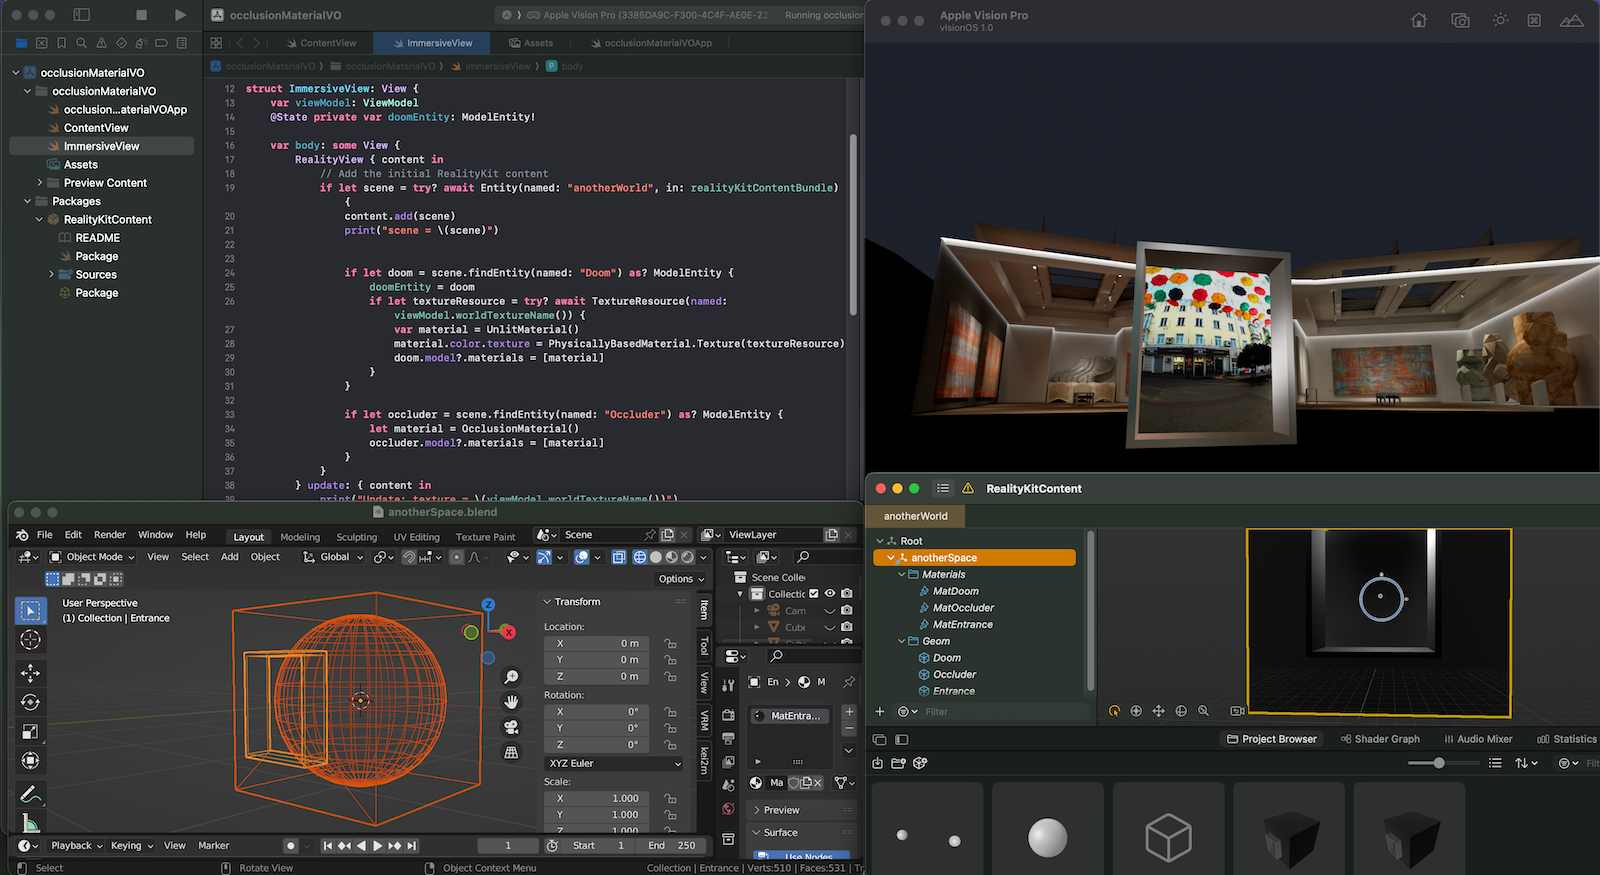 occlusionMaterialVO
Apple Vision Pro (3385DA9C-F300-4C4F-AE0E-22
Running occlusion
ContentView
ImmersiveView
Assets
occlusionMaterialVOApp
occlusionMaterialVO
occlusionMaterialVO
ImmersiveView
body
occlusionMaterialVO
occlusionMaterialVO
occlusion...aterialVOApp
ContentView
ImmersiveView
Assets
Preview Content
Packages
RealityKitContent
README
Package
Sources
Package
12 struct ImmersiveView: View {
13 var viewModel: ViewModel
14 @State private var doomEntity: ModelEntity!
15
16 var body: some View {
17 RealityView { content in
18 // Add the initial RealityKit content
19 if let scene = try? await Entity(named: "anotherWorld", in: realityKitContentBundle)
{
20 content.add(scene)
21 print("scene = \(scene)")
22
23
24 if let doom = scene.findEntity(named: "Doom") as? ModelEntity {
25 doomEntity = doom
26 if let textureResource = try? await TextureResource(named:
viewModel.worldTextureName()) {
27 var material = UnlitMaterial()
28 material.color.texture = PhysicallyBasedMaterial.Texture(textureResource)
29 doom.model?.materials = [material]
30 }
31 }
32
33 if let occluder = scene.findEntity(named: "Occluder") as? ModelEntity {
34 let material = OcclusionMaterial()
35 occluder.model?.materials = [material]
36 }
37 }
38 } update: { content in
39 print("Update: texture = \(viewModel.worldTextureName())")
Apple Vision Pro
visionOS 1.0
anotherSpace.blend
File Edit Render Window Help
Layout Modeling Sculpting UV Editing Texture Paint
Scene
ViewLayer
Object Mode View Select Add Object
Global
Options
User Perspective
(1) Collection | Entrance
Z
X
Transform
Location:
X 0 m
Y 0 m
Z 0 m
Rotation:
X 0°
Y 0°
Z 0°
XYZ Euler
Scale:
X 1.000
Y 1.000
Z 1.000
Item
Tool
View
VRM
Scene Colle
Collectic
Cam
Cube
En
M
MatEntra...
Ma
Preview
Surface
Use Nodes
Playback Keying View Marker
1
Start 1
End 250
Select
Rotate View
Object Context Menu
Collection | Entrance | Verts:510 | Faces:531 | Tr
RealityKitContent
anotherWorld
Root
anotherSpace
Materials
MatDoom
MatOccluder
MatEntrance
Geom
Doom
Occluder
Entrance
Filter
Project Browser
Shader Graph
Audio Mixer
Statistics